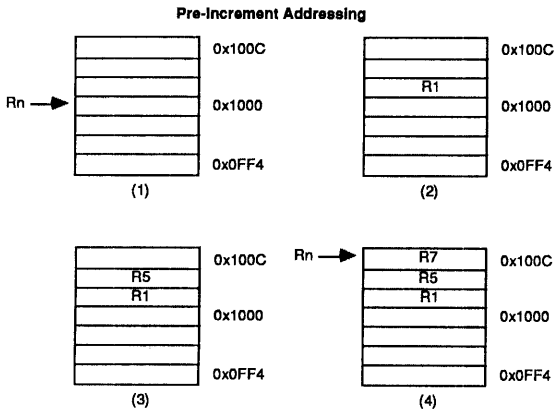 Pre-Increment Addressing
0x100C
Rn
0x1000
0x0FF4
(1)
0x100C
R1
0x1000
0x0FF4
(2)
0x100C
R5
R1
0x1000
0x0FF4
(3)
Rn
R7
0x100C
R5
R1
0x1000
0x0FF4
(4)